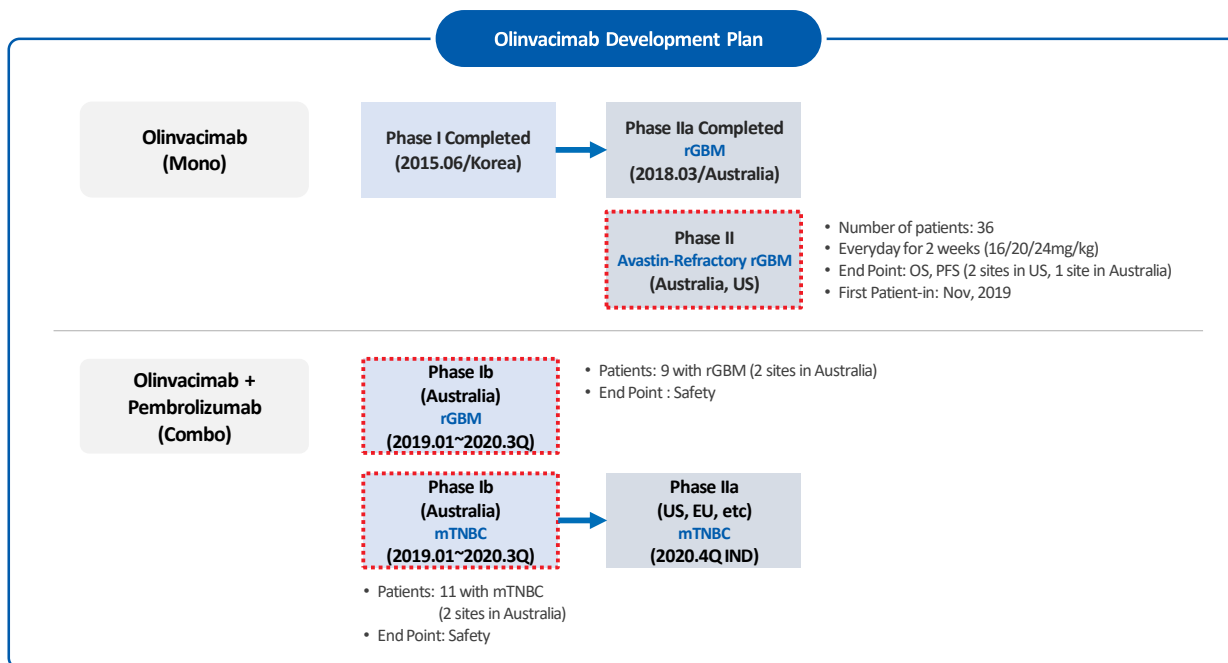 Olinvacimab Development Plan
Olinvacimab
(Mono)
Phase I Completed
(2015.06/Korea)
Phase IIa Completed
rGBM
(2018.03/Australia)
Phase II
Avastin-Refractory rGBM
(Australia, US)
• Number of patients: 36
• Everyday for 2 weeks (16/20/24mg/kg)
• End Point: OS, PFS (2 sites in US, 1 site in Australia)
• First Patient-in: Nov, 2019
Olinvacimab +
Pembrolizumab
(Combo)
Phase Ib
(Australia)
rGBM
(2019.01~2020.3Q)
• Patients: 9 with rGBM (2 sites in Australia)
• End Point : Safety
Phase Ib
(Australia)
mTNBC
(2019.01~2020.3Q)
Phase IIa
(US, EU, etc)
mTNBC
(2020.4Q IND)
• Patients: 11 with mTNBC
(2 sites in Australia)
• End Point: Safety